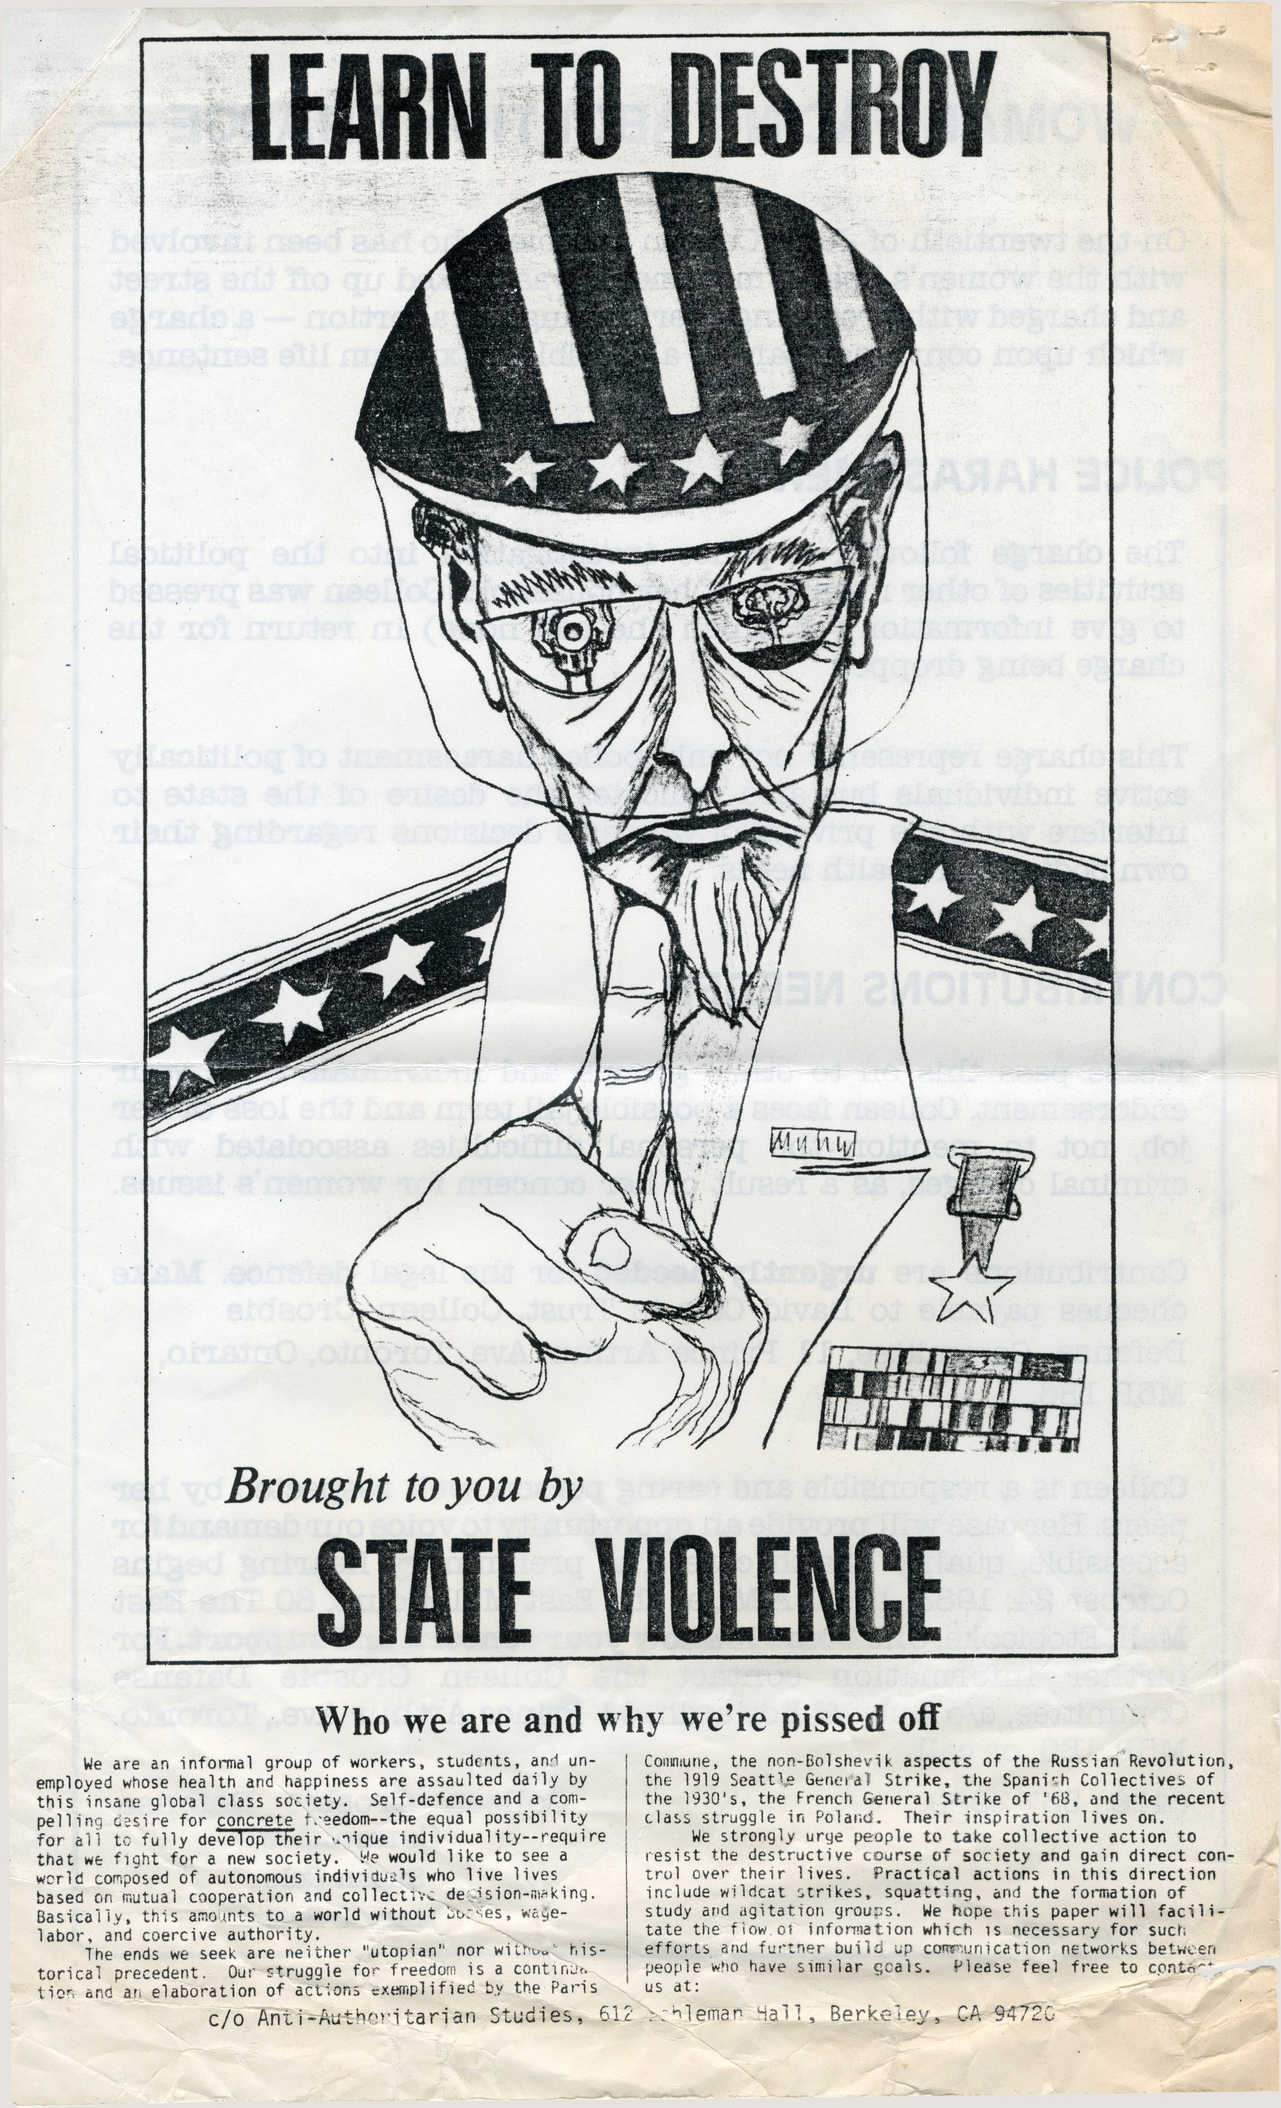 LEARN TO DESTROY
Brought to you by
STATE VIOLENCE
Who we are and why we're pissed off
We are an informal group of workers, students, and un-
employed whose health and happiness are assaulted daily by
this insane global class society. Self-defence and a com-
pelling desire for concrete freedom--the equal possibility
for all to fully develop their unique individuality--require
that we fight for a new society. We would like to see a
world composed of autonomous individuals who live lives
based on mutual cooperation and collective decision-making.
Basically, this amounts to a world without bosses, wage-
labor, and coercive authority.
The ends we seek are neither "utopian" nor without his-
torical precedent. Our struggle for freedom is a continua-
tion and an elaboration of actions exemplified by the Paris
Commune, the non-Bolshevik aspects of the Russian Revolution,
the 1919 Seattle General Strike, the Spanish Collectives of
the 1930's, the French General Strike of '68, and the recent
class struggle in Poland. Their inspiration lives on.
We strongly urge people to take collective action to
resist the destructive course of society and gain direct con-
trol over their lives. Practical actions in this direction
include wildcat strikes, squatting, and the formation of
study and agitation groups. We hope this paper will facili-
tate the flow of information which is necessary for such
efforts and further build up communication networks between
people who have similar goals. Please feel free to contact
us at:
c/o Anti-Authoritarian Studies, 612 Hall, Berkeley, CA 94720